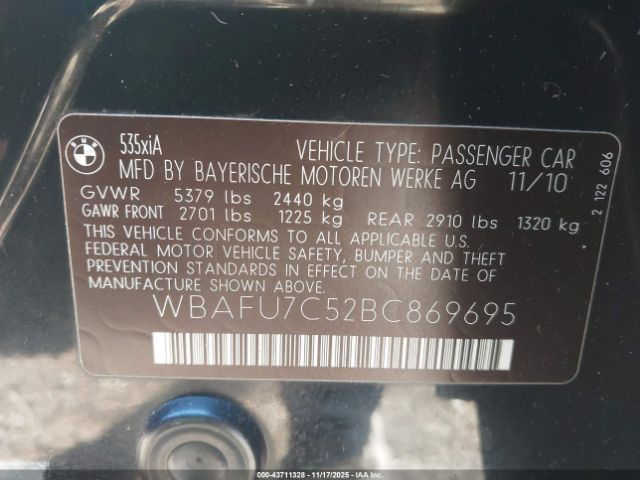 BMW
535xiA VEHICLE TYPE: PASSENGER CAR
MFD BY BAYERISCHE MOTOREN WERKE AG 11/10
GVWR 5379 lbs 2440 kg
GAWR FRONT 2701 lbs 1225 kg REAR 2910 lbs 1320 kg
THIS VEHICLE CONFORMS TO ALL APPLICABLE U.S.
FEDERAL MOTOR VEHICLE SAFETY, BUMPER AND THEFT
PREVENTION STANDARDS IN EFFECT ON THE DATE OF
MANUFACTURE SHOWN ABOVE.
WBAFU7C52BC869695
2 122 606
000-43711328 - 11/17/2025 - IAAI.COM